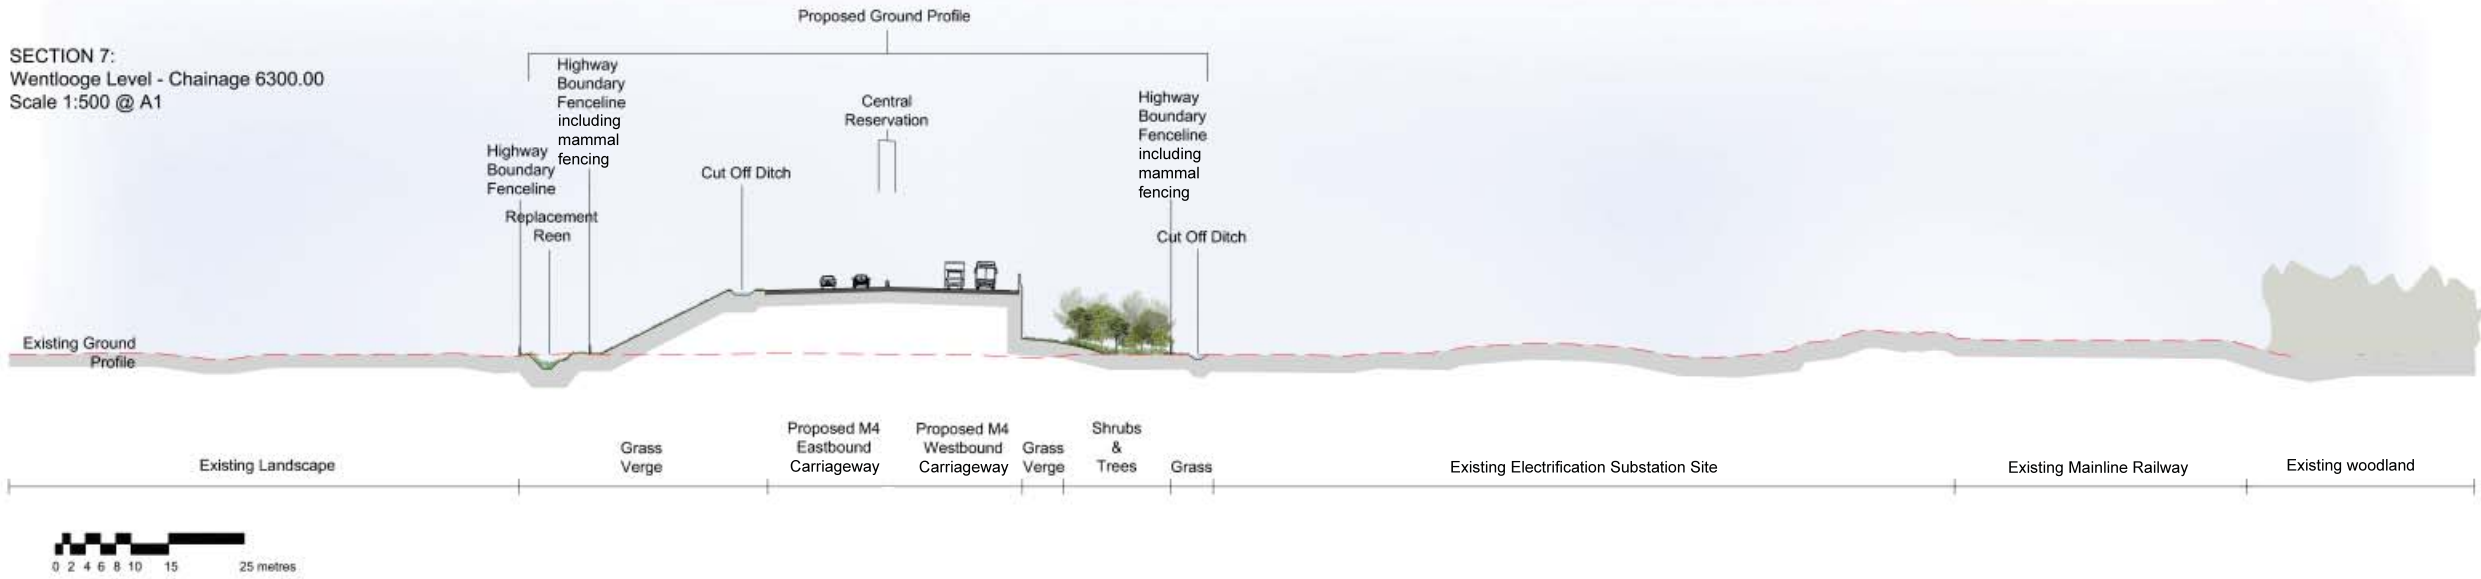 Proposed Ground Profile
SECTION 7:
Wentlooge Level - Chainage 6300.00
Scale 1:500 @ A1
Highway
Boundary
Fenceline
including
mammal
fencing
Central
Reservation
Highway
Boundary
Fenceline
including
mammal
fencing
Highway
Boundary
Fenceline
Cut Off Ditch
Replacement
Reen
Cut Off Ditch
Existing Ground
Profile
Existing Landscape
Grass
Verge
Proposed M4
Eastbound
Carriageway
Proposed M4
Westbound
Carriageway
Grass
Verge
Shrubs
&
Trees
Grass
Existing Electrification Substation Site
Existing Mainline Railway
Existing woodland
0 2 4 6 8 10 15 25 metres